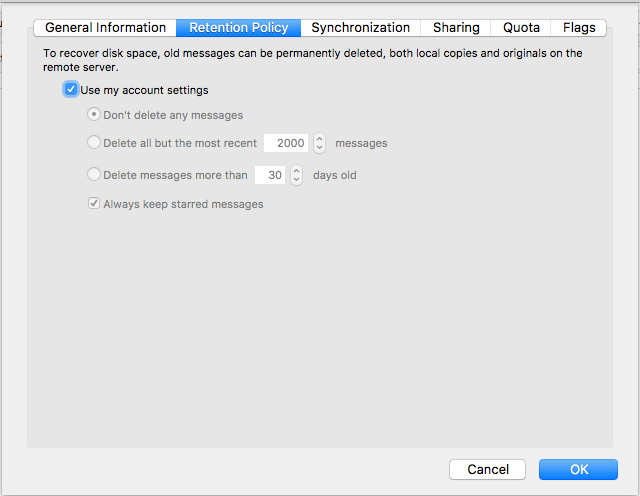 General Information Retention Policy Synchronization Sharing Quota Flags
To recover disk space, old messages can be permanently deleted, both local copies and originals on the
remote server.
Use my account settings
Don't delete any messages
Delete all but the most recent 2000 messages
Delete messages more than 30 days old
Always keep starred messages
Cancel OK